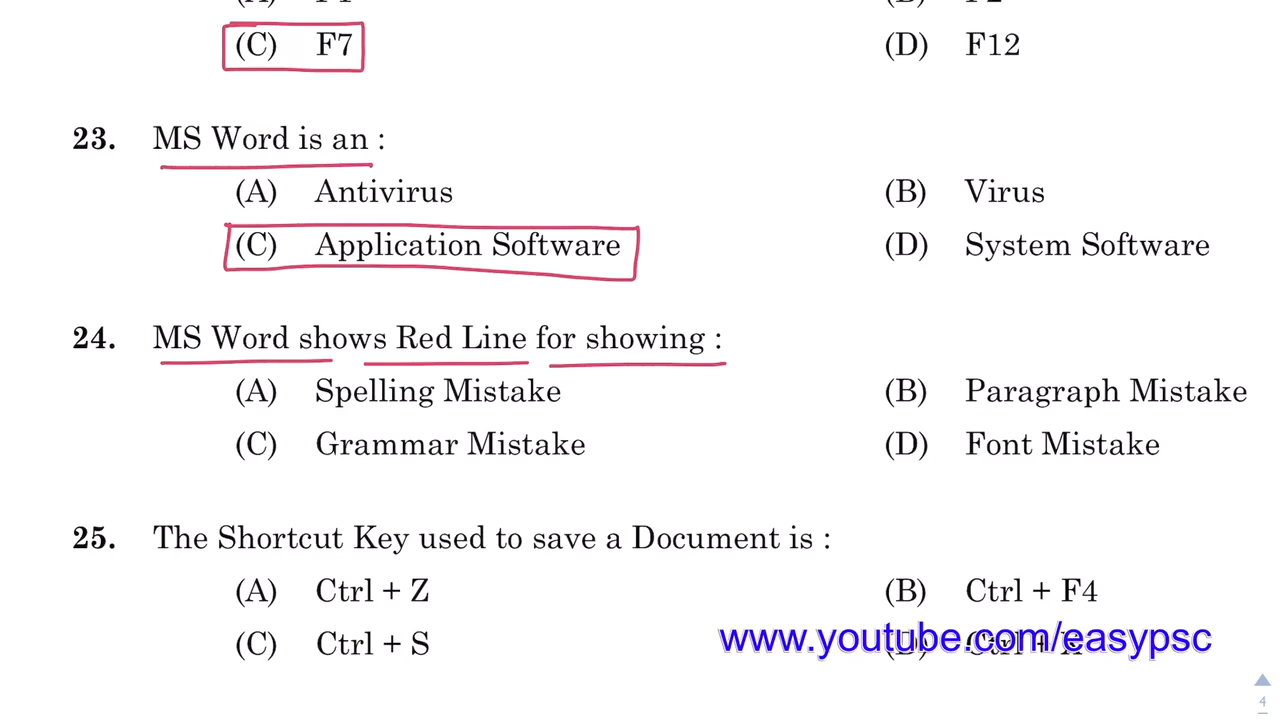 (C) F7 (D) F12
23. MS Word is an :
(A) Antivirus (B) Virus
(C) Application Software (D) System Software
24. MS Word shows Red Line for showing :
(A) Spelling Mistake (B) Paragraph Mistake
(C) Grammar Mistake (D) Font Mistake
25. The Shortcut Key used to save a Document is :
(A) Ctrl + Z (B) Ctrl + F4
(C) Ctrl + S (D) Ctrl +
www.youtube.com/easypsc
4